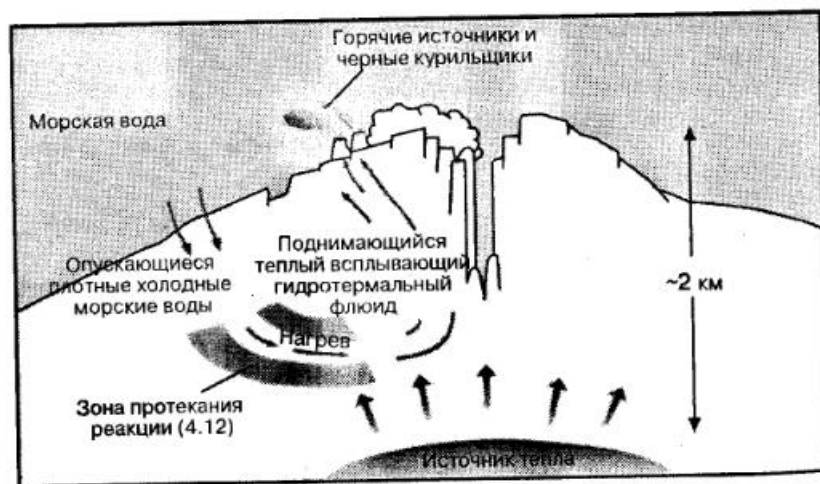 Горячие источники и
черные курильщики
Морская вода
Опускающиеся
плотные холодные
морские воды
Поднимающийся
теплый всплывающий
гидротермальный
флюид
~2 км
Нагрев
Зона протекания
реакции (4.12)
Источник тепла